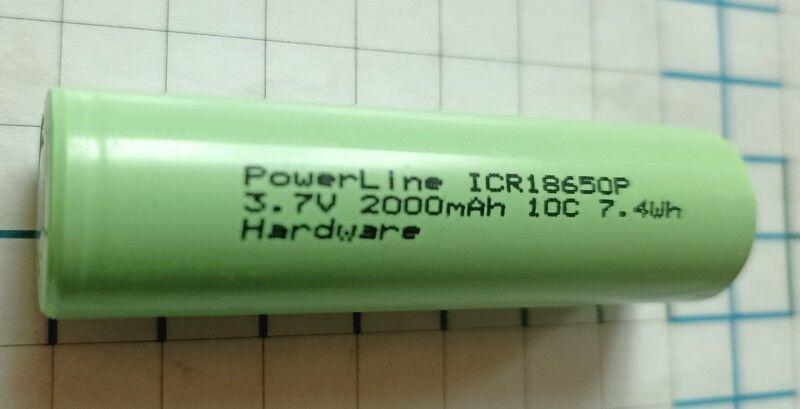 PowerLine ICR18650P
3.7V 2000mAh 10C 7.4Wh
Hardware